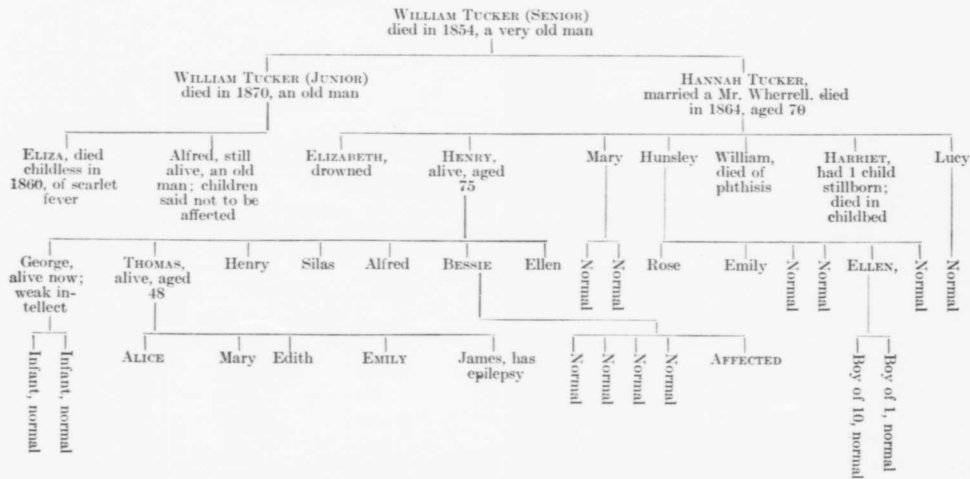 WILLIAM TUCKER (SENIOR)
died in 1854, a very old man
WILLIAM TUCKER (JUNIOR)
died in 1870, an old man
HANNAH TUCKER,
married a Mr. Wherrell. died
in 1864, aged 70
ELIZA, died
childless in
1860, of scarlet
fever
Alfred, still
alive, an old
man; children
said not to be
affected
ELIZABETH,
drowned
HENRY,
alive, aged
75
Mary
Hunsley
William,
died of
phthisis
HARRIET,
had 1 child
stillborn;
died in
childbed
Lucy
George,
alive now;
weak in-
tellect
THOMAS,
alive, aged
48
Henry
Silas
Alfred
BESSIE
Ellen
Normal
Normal
Rose
Emily
Normal
Normal
ELLEN,
Normal
Normal
Infant, normal
Infant, normal
ALICE
Mary
Edith
EMILY
James, has
epilepsy
Normal
Normal
Normal
Normal
AFFECTED
Boy of 10, normal
Boy of 1, normal